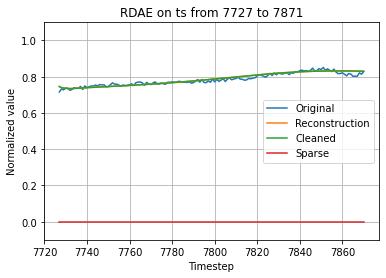 RDAE on ts from 7727 to 7871
Normalized value
1.0
0.8
0.6
0.4
0.2
0.0
Original
Reconstruction
Cleaned
Sparse
7720 7740 7760 7780 7800 7820 7840 7860
Timestep